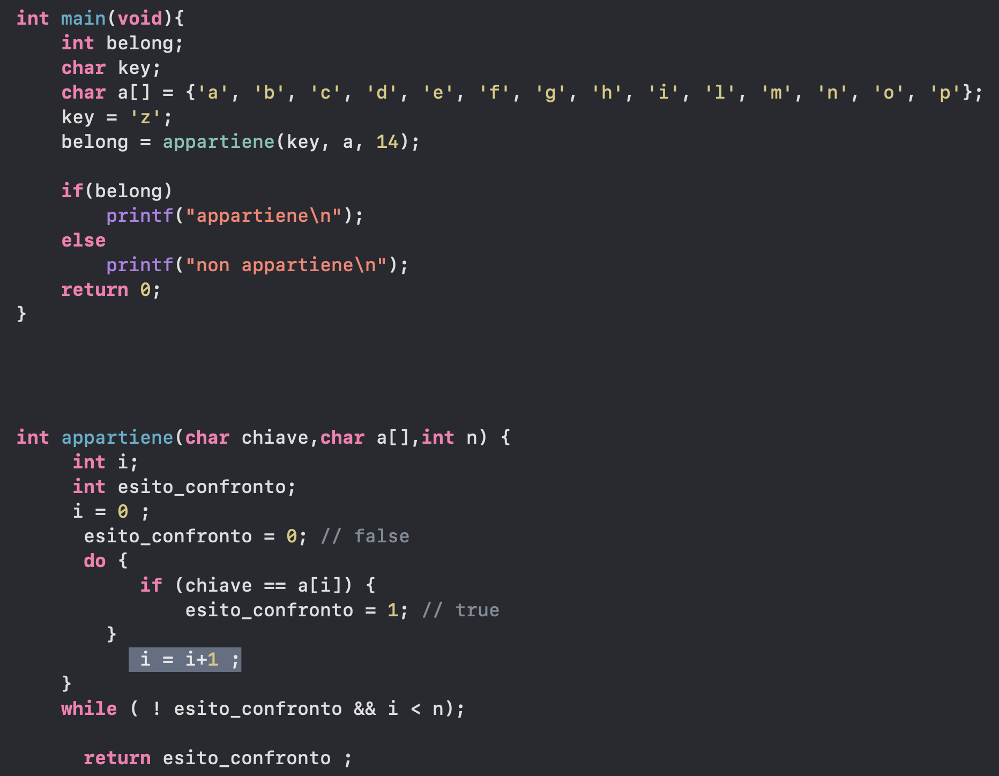 int main(void){
int belong;
char key;
char a[] = {'a', 'b', 'c', 'd', 'e', 'f', 'g', 'h', 'i', 'l', 'm', 'n', 'o', 'p'};
key = 'z';
belong = appartiene(key, a, 14);
if(belong)
printf("appartiene\n");
else
printf("non appartiene\n");
return 0;
}
int appartiene(char chiave,char a[],int n) {
int i;
int esito_confronto;
i = 0 ;
esito_confronto = 0; // false
do {
if (chiave == a[i]) {
esito_confronto = 1; // true
}
i = i+1 ;
}
while ( ! esito_confronto && i < n);
return esito_confronto ;